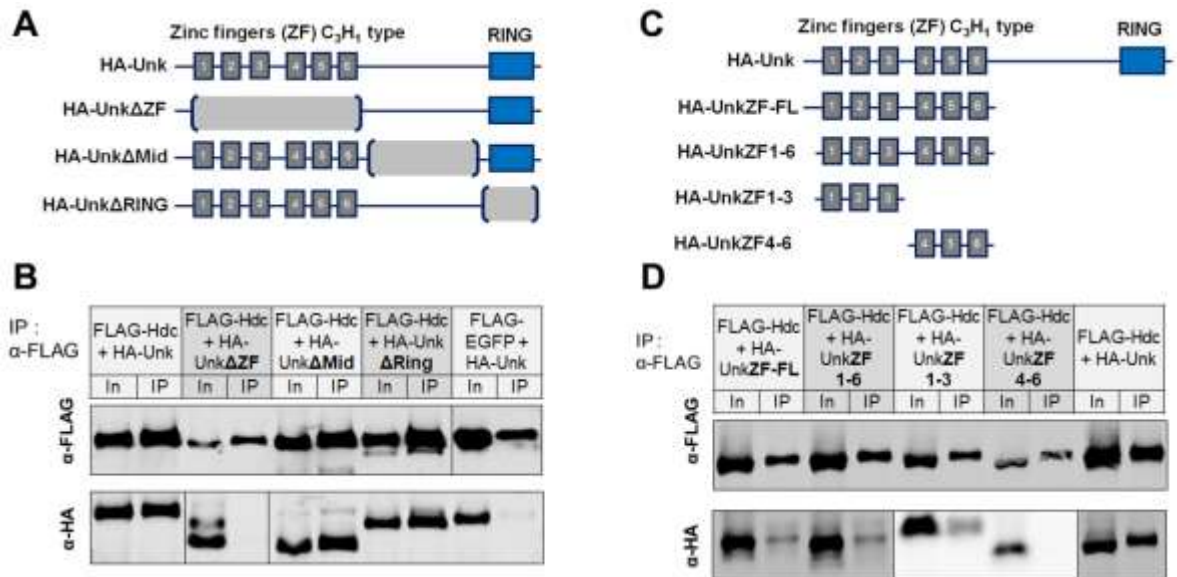 A
Zinc fingers (ZF) C₃H₁ type
RING
HA-Unk
1 2 3 4 5 6
HA-UnkΔZF
HA-UnkΔMid
1 2 3 4 5 5
HA-UnkΔRING
1 2 3 4 5 6
B
IP :
α-FLAG
FLAG-Hdc
+ HA-Unk
FLAG-Hdc
+ HA-
UnkΔZF
FLAG-Hdc
+ HA-
UnkΔMid
FLAG-Hdc
+ HA-Unk
ΔRing
FLAG-
EGFP +
HA-Unk
In IP In IP In IP In IP In IP
α-FLAG
α-HA
C
Zinc fingers (ZF) C₃H₁ type
RING
HA-Unk
1 2 3 4 5 6
HA-UnkZF-FL
1 2 3 4 5 6
HA-UnkZF1-6
1 2 3 4 5 6
HA-UnkZF1-3
1 2 3
HA-UnkZF4-6
4 5 6
D
IP :
α-FLAG
FLAG-Hdc
+ HA-
UnkZF-FL
FLAG-Hdc
+ HA-
UnkZF
1-6
FLAG-Hdc
+ HA-
UnkZF
1-3
FLAG-Hdc
+ HA-
UnkZF
4-6
FLAG-Hdc
+ HA-Unk
In IP In IP In IP In IP In IP
α-FLAG
α-HA